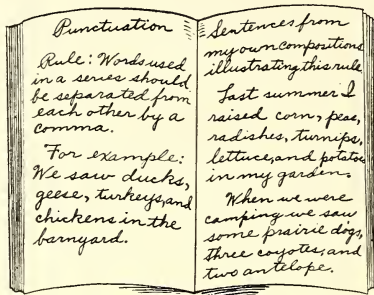 Punctuation
Rule: Words used
in a series should
be separated from
each other by a
comma.
For example:
We saw ducks,
geese, turkeys, and
chickens in the
barnyard.
Sentences from
my own compositions
illustrating this rule
Last summer I
raised corn, peas,
radishes, turnips,
lettuce, and potatoes
in my garden.
When we were
camping we saw
some prairie dogs,
three coyotes, and
two antelope.